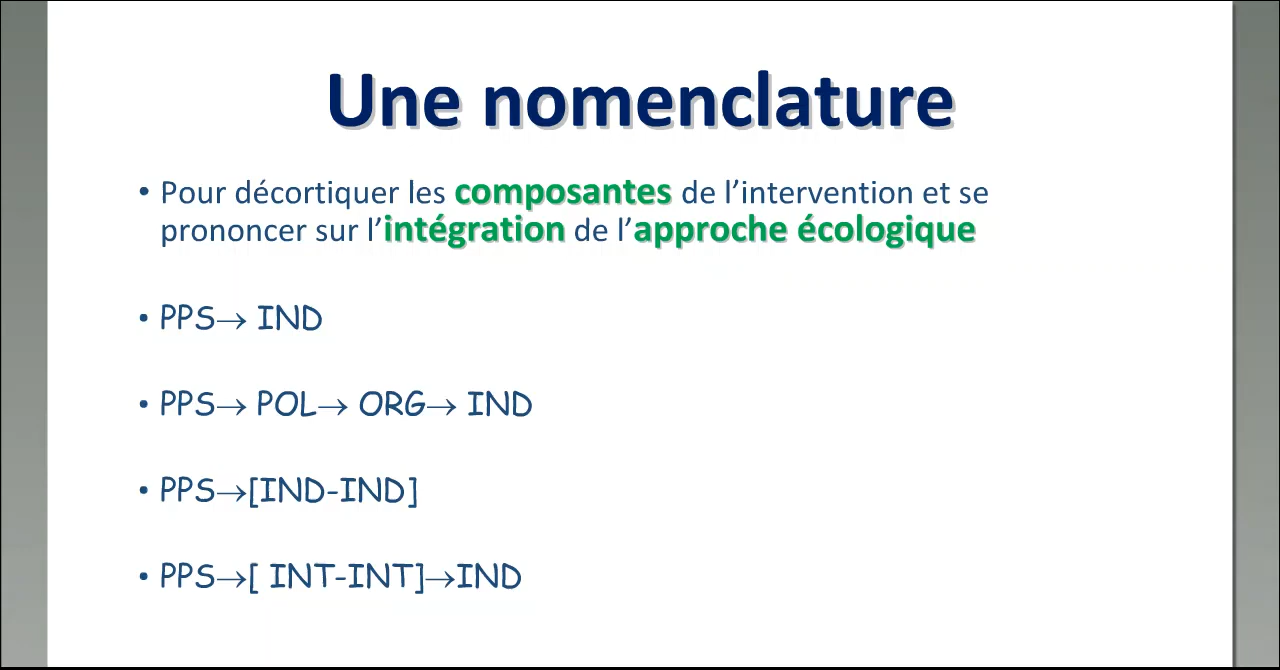 Une nomenclature
• Pour décortiquer les composantes de l’intervention et se
prononcer sur l’intégration de l’approche écologique
• PPS→ IND
• PPS→ POL→ ORG→ IND
• PPS→[IND-IND]
• PPS→[ INT-INT]→IND